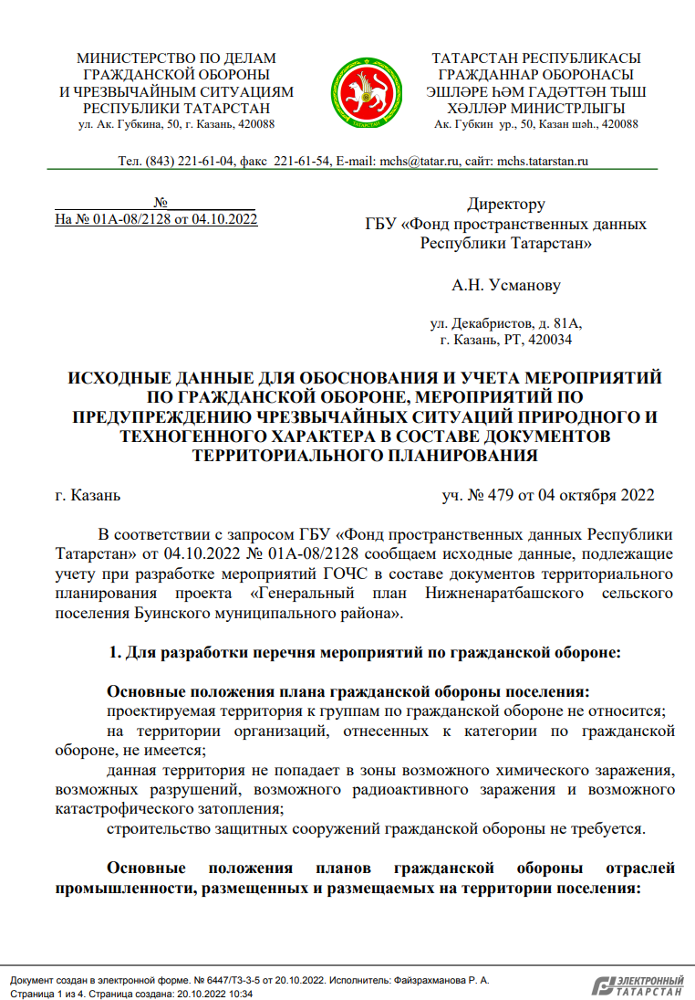 МИНИСТЕРСТВО ПО ДЕЛАМ
ГРАЖДАНСКОЙ ОБОРОНЫ
И ЧРЕЗВЫЧАЙНЫМ СИТУАЦИЯМ
РЕСПУБЛИКИ ТАТАРСТАН
ул. Ак. Губкина, 50, г. Казань, 420088
ТАТАРСТАН
ТАТАРСТАН РЕСПУБЛИКАСЫ
ГРАЖДАННАР ОБОРОНАСЫ
ЭШЛӘРЕ ҺӘМ ГАДӘТТӘН ТЫШ
ХӘЛЛӘР МИНИСТРЛЫГЫ
Ак. Губкин ур., 50, Казан шәһ., 420088
Тел. (843) 221-61-04, факс 221-61-54, E-mail: mchs@tatar.ru, сайт: mchs.tatarstan.ru
____________№____________
На № 01А-08/2128 от 04.10.2022
Директору
ГБУ «Фонд пространственных данных
Республики Татарстан»
А.Н. Усманову
ул. Декабристов, д. 81А,
г. Казань, РТ, 420034
ИСХОДНЫЕ ДАННЫЕ ДЛЯ ОБОСНОВАНИЯ И УЧЕТА МЕРОПРИЯТИЙ
ПО ГРАЖДАНСКОЙ ОБОРОНЕ, МЕРОПРИЯТИЙ ПО
ПРЕДУПРЕЖДЕНИЮ ЧРЕЗВЫЧАЙНЫХ СИТУАЦИЙ ПРИРОДНОГО И
ТЕХНОГЕННОГО ХАРАКТЕРА В СОСТАВЕ ДОКУМЕНТОВ
ТЕРРИТОРИАЛЬНОГО ПЛАНИРОВАНИЯ
г. Казань уч. № 479 от 04 октября 2022
В соответствии с запросом ГБУ «Фонд пространственных данных Республики
Татарстан» от 04.10.2022 № 01А-08/2128 сообщаем исходные данные, подлежащие
учету при разработке мероприятий ГОЧС в составе документов территориального
планирования проекта «Генеральный план Нижненаратбашского сельского
поселения Буинского муниципального района».
1. Для разработки перечня мероприятий по гражданской обороне:
Основные положения плана гражданской обороны поселения:
проектируемая территория к группам по гражданской обороне не относится;
на территории организаций, отнесенных к категории по гражданской
обороне, не имеется;
данная территория не попадает в зоны возможного химического заражения,
возможных разрушений, возможного радиоактивного заражения и возможного
катастрофического затопления;
строительство защитных сооружений гражданской обороны не требуется.
Основные положения планов гражданской обороны отраслей
промышленности, размещенных и размещаемых на территории поселения:
Документ создан в электронной форме. № 6447/ТЗ-3-5 от 20.10.2022. Исполнитель: Файзрахманова Р. А.
Страница 1 из 4. Страница создана: 20.10.2022 10:34
ЭЛЕКТРОННЫЙ
ТАТАРСТАН